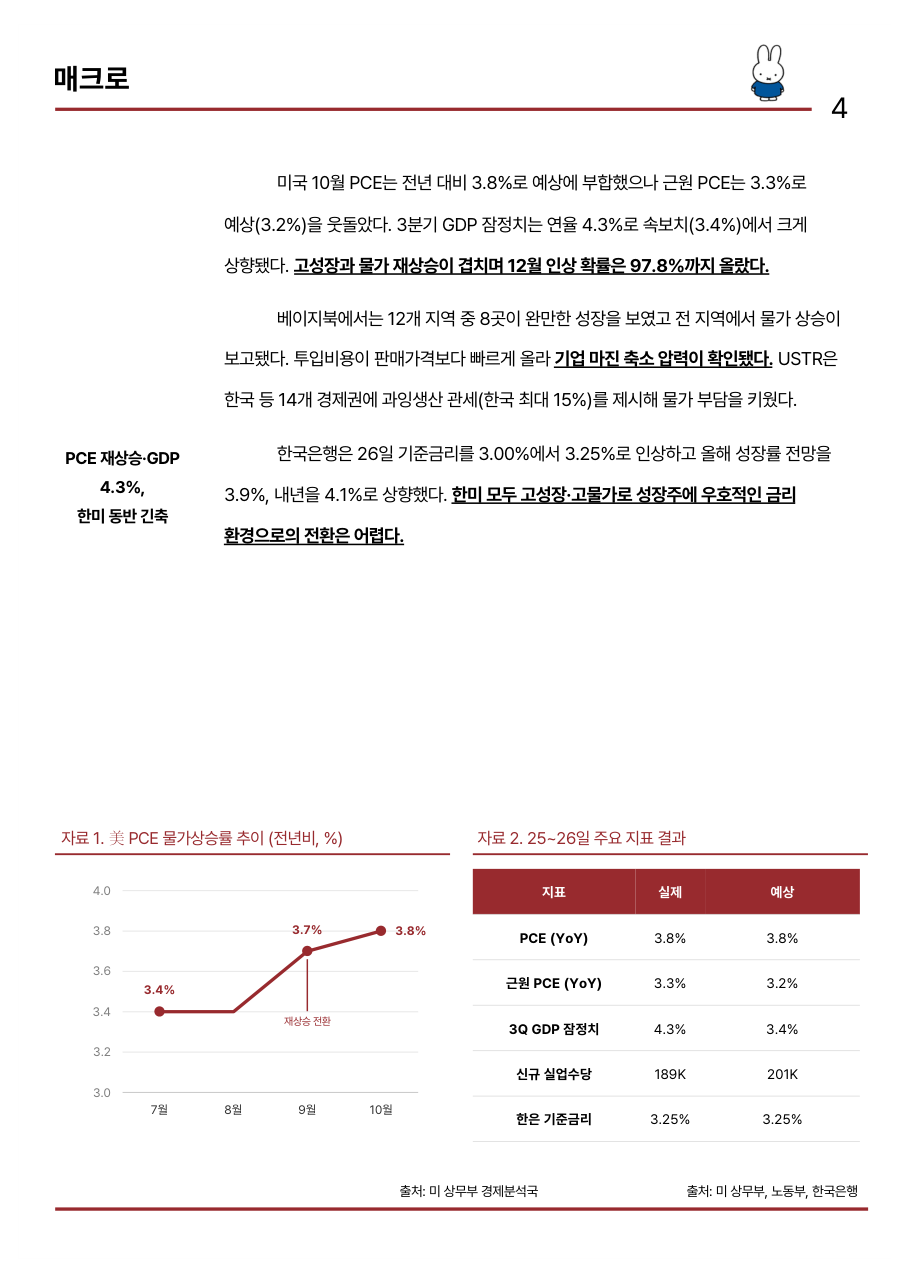 매크로
4
미국 10월 PCE는 전년 대비 3.8%로 예상에 부합했으나 근원 PCE는 3.3%로
예상(3.2%)을 웃돌았다. 3분기 GDP 잠정치는 연율 4.3%로 속보치(3.4%)에서 크게
상향됐다. 고성장과 물가 재상승이 겹치며 12월 인상 확률은 97.8%까지 올랐다.
베이지북에서는 12개 지역 중 8곳이 완만한 성장을 보였고 전 지역에서 물가 상승이
보고됐다. 투입비용이 판매가격보다 빠르게 올라 기업 마진 축소 압력이 확인됐다. USTR은
한국 등 14개 경제권에 과잉생산 관세(한국 최대 15%)를 제시해 물가 부담을 키웠다.
PCE 재상승·GDP
4.3%,
한미 동반 긴축
한국은행은 26일 기준금리를 3.00%에서 3.25%로 인상하고 올해 성장률 전망을
3.9%, 내년을 4.1%로 상향했다. 한미 모두 고성장·고물가로 성장주에 우호적인 금리
환경으로의 전환은 어렵다.
자료 1. 美 PCE 물가상승률 추이 (전년비, %)
4.0
3.8
3.6
3.4
3.2
3.0
3.4%
3.7%
3.8%
재상승 전환
7월 8월 9월 10월
출처: 미 상무부 경제분석국
자료 2. 25~26일 주요 지표 결과
지표 실제 예상
PCE (YoY) 3.8% 3.8%
근원 PCE (YoY) 3.3% 3.2%
3Q GDP 잠정치 4.3% 3.4%
신규 실업수당 189K 201K
한은 기준금리 3.25% 3.25%
출처: 미 상무부, 노동부, 한국은행